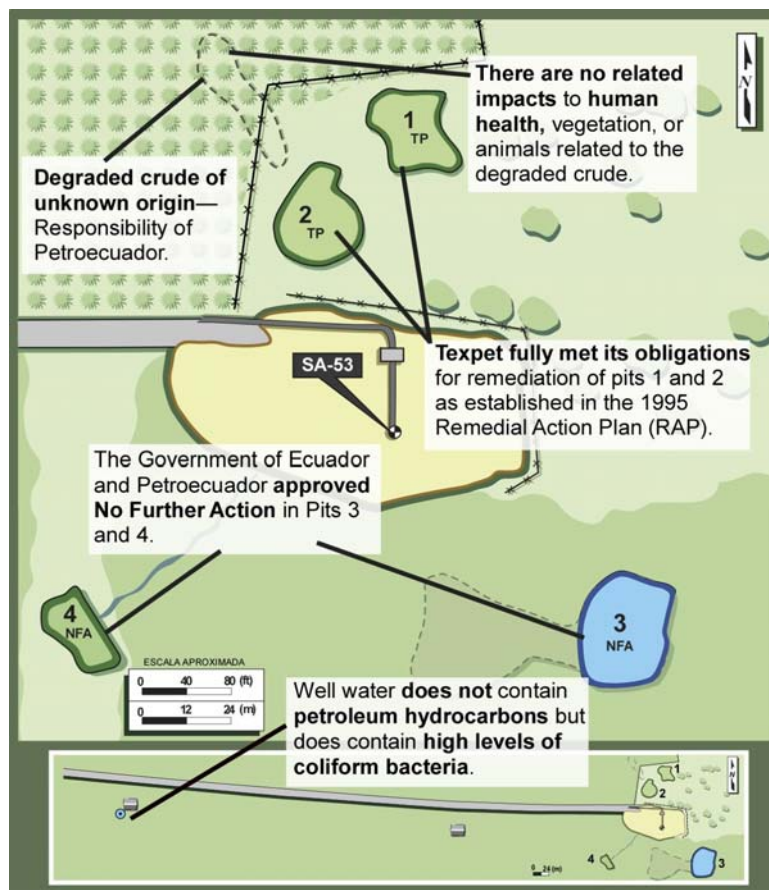 N
There are no related
impacts to human
health, vegetation, or
animals related to the
degraded crude.
1
TP
Degraded crude of
unknown origin—
Responsibility of
Petroecuador.
2
TP
SA-53
Texpet fully met its obligations
for remediation of pits 1 and 2
as established in the 1995
Remedial Action Plan (RAP).
The Government of Ecuador
and Petroecuador approved
No Further Action in Pits 3
and 4.
4
NFA
3
NFA
ESCALA APROXIMADA
0 40 80 (ft)
0 12 24 (m)
Well water does not contain
petroleum hydrocarbons but
does contain high levels of
coliform bacteria.
N
1
2
4
3
0 24 (m)